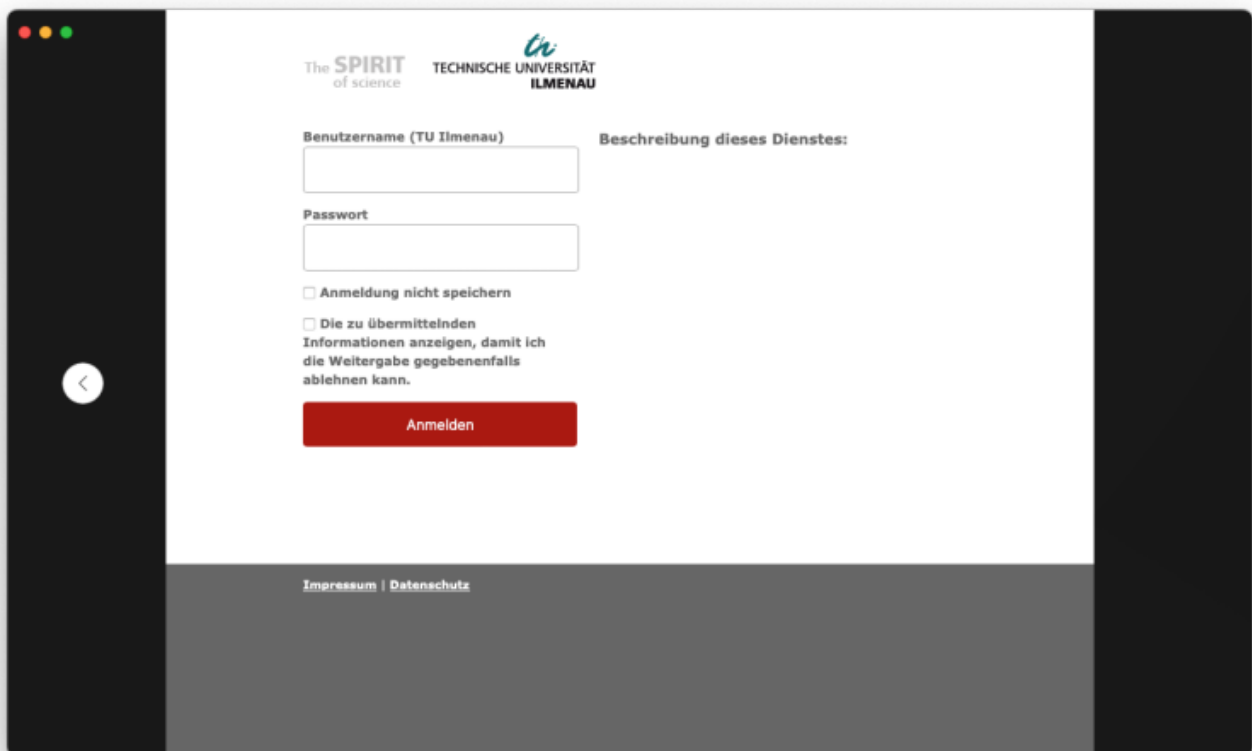 The SPIRIT
of science
TECHNISCHE UNIVERSITÄT
ILMENAU
Benutzername (TU Ilmenau)
Beschreibung dieses Dienstes:
Passwort
Anmeldung nicht speichern
Die zu übermittelnden
Informationen anzeigen, damit ich
die Weitergabe gegebenenfalls
ablehnen kann.
Anmelden
Impressum | Datenschutz